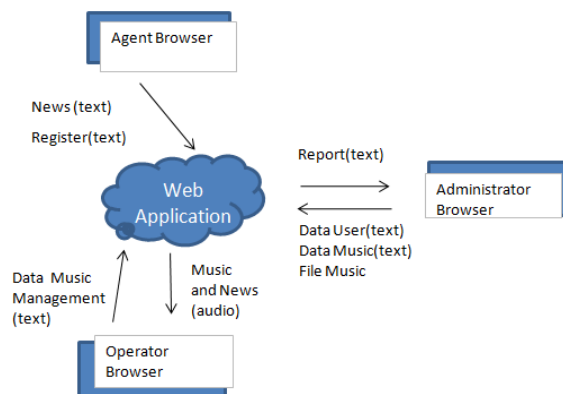 Agent Browser
News (text)
Register(text)
Web
Application
Report(text)
Administrator
Browser
Data User(text)
Data Music(text)
File Music
Data Music
Management
(text)
Music
and News
(audio)
Operator
Browser